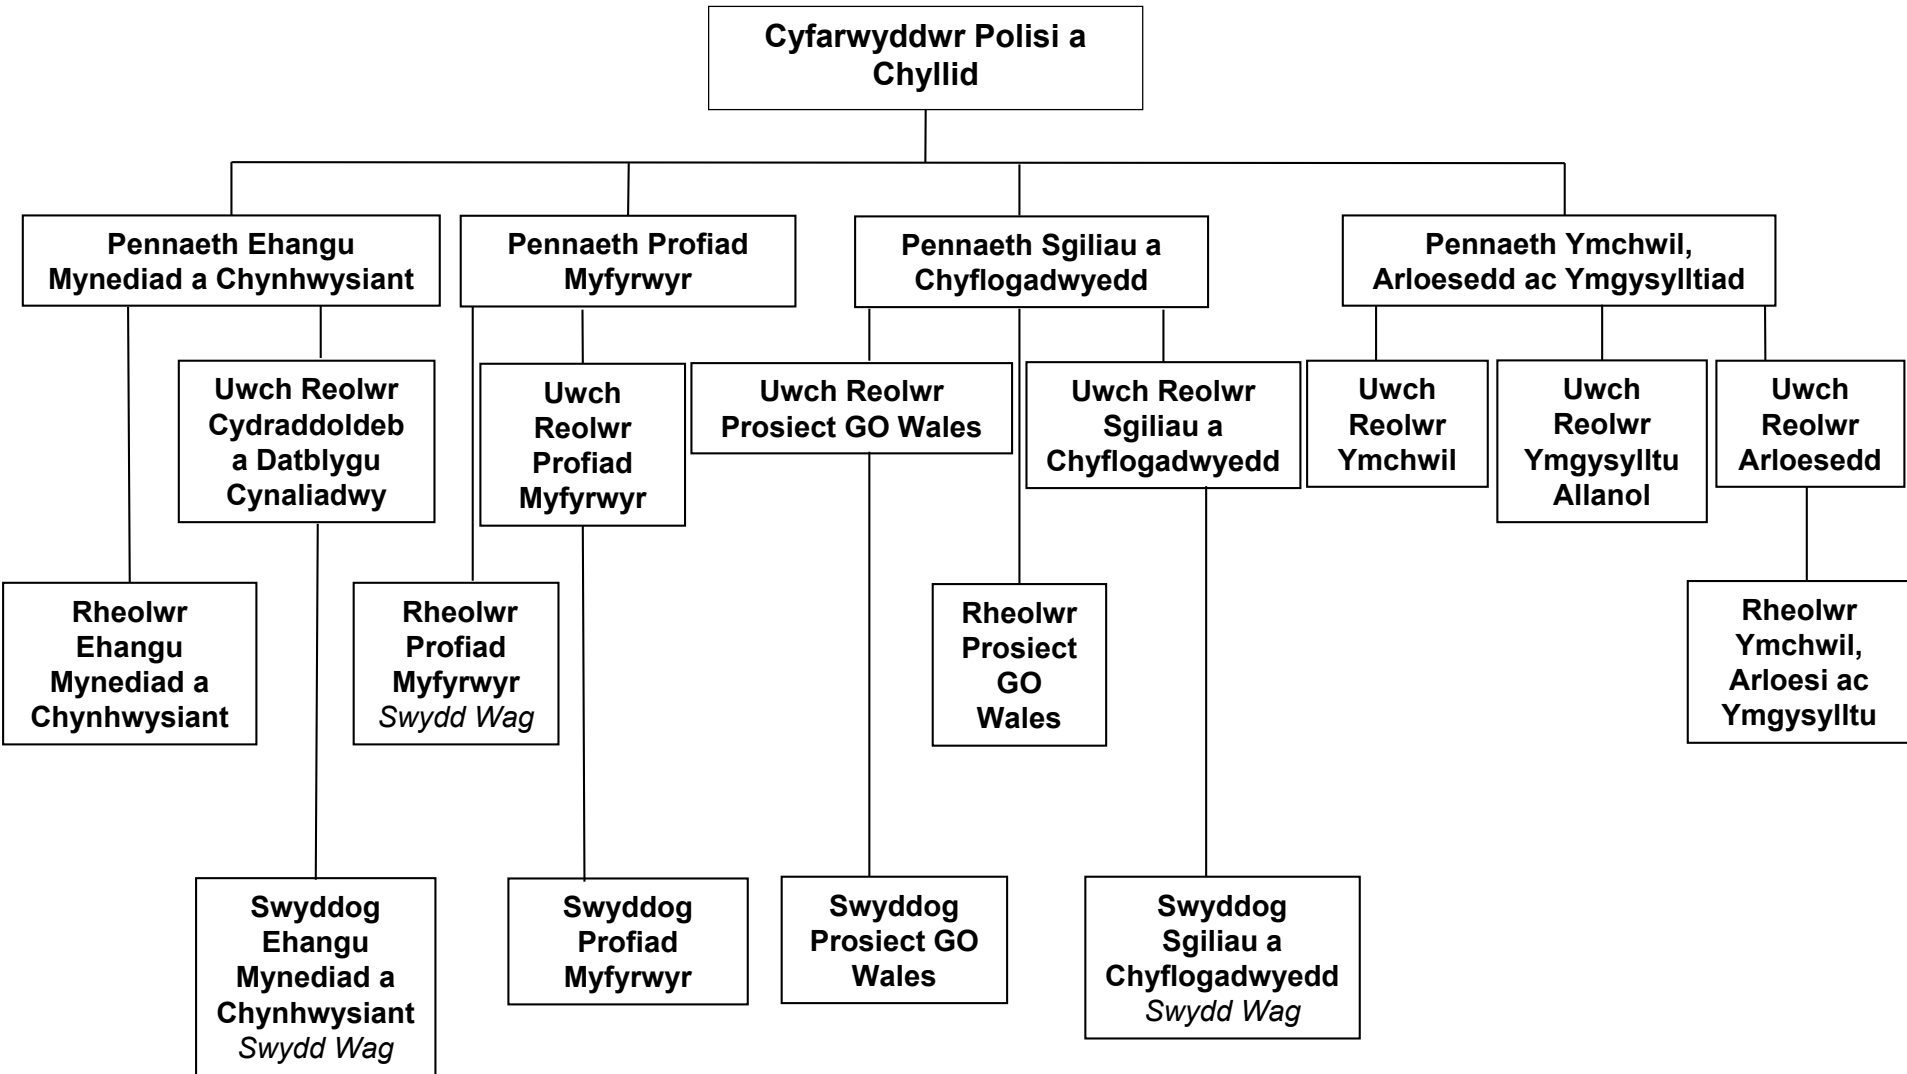 Cyfarwyddwr Polisi a
Chyllid
Pennaeth Ehangu
Mynediad a Chynhwysiant
Pennaeth Profiad
Myfyrwyr
Pennaeth Sgiliau a
Chyflogadwyedd
Pennaeth Ymchwil,
Arloesedd ac Ymgysylltiad
Uwch Reolwr
Cydraddoldeb
a Datblygu
Cynaliadwy
Uwch
Reolwr
Profiad
Myfyrwyr
Uwch Reolwr
Prosiect GO Wales
Uwch Reolwr
Sgiliau a
Chyflogadwyedd
Uwch
Reolwr
Ymchwil
Uwch
Reolwr
Ymgysylltu
Allanol
Uwch
Reolwr
Arloesedd
Rheolwr
Ehangu
Mynediad a
Chynhwysiant
Rheolwr
Profiad
Myfyrwyr
Swydd Wag
Rheolwr
Prosiect
GO
Wales
Rheolwr
Ymchwil,
Arloesi ac
Ymgysylltu
Swyddog
Ehangu
Mynediad a
Chynhwysiant
Swydd Wag
Swyddog
Profiad
Myfyrwyr
Swyddog
Prosiect GO
Wales
Swyddog
Sgiliau a
Chyflogadwyedd
Swydd Wag